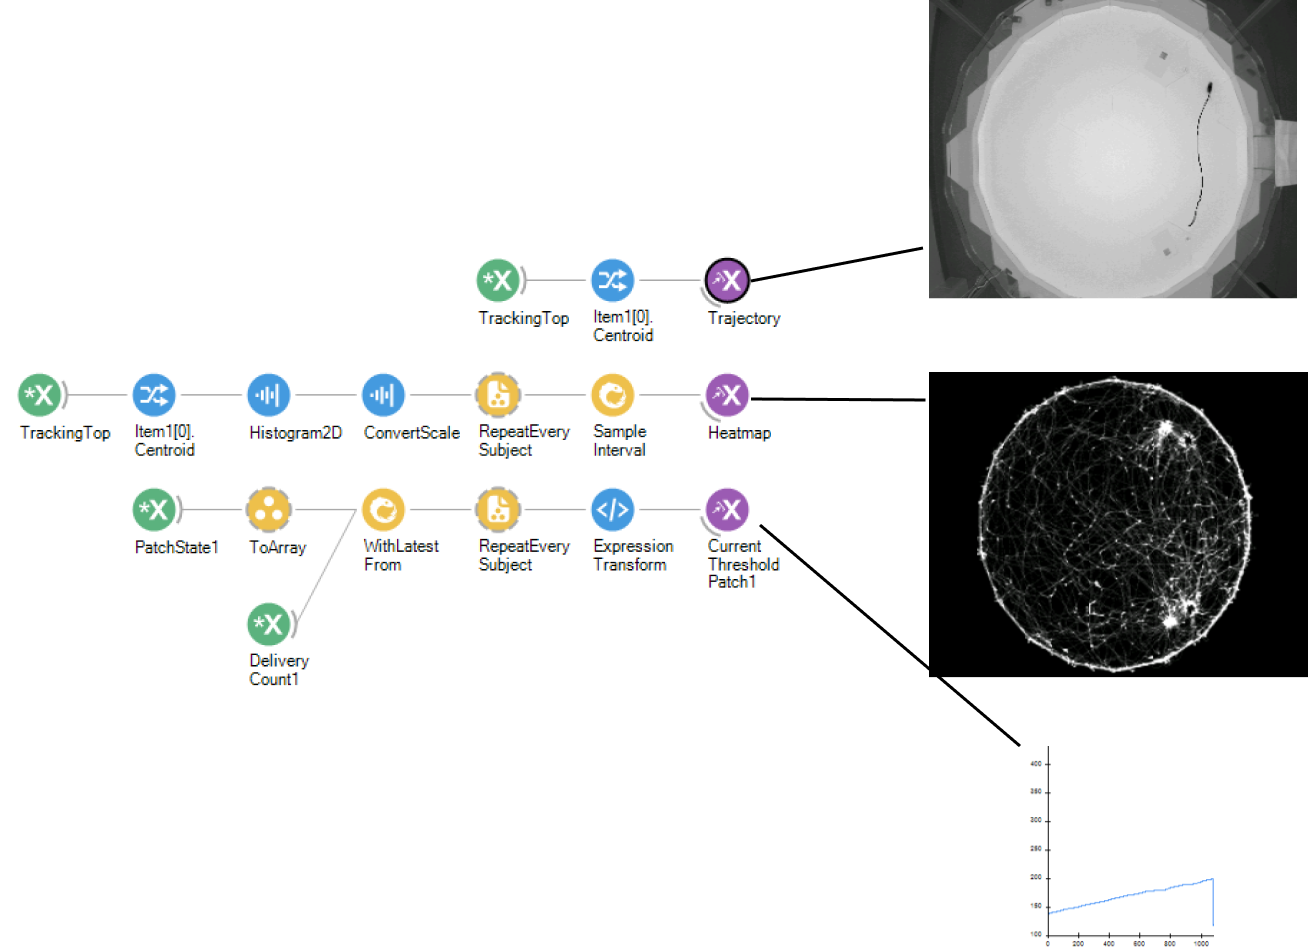 *X
TrackingTop
Item1[0].
Centroid
X
Trajectory
*X
TrackingTop
Item1[0].
Centroid
Histogram2D
ConvertScale
RepeatEvery
Subject
Sample
Interval
X
Heatmap
*X
PatchState1
ToArray
WithLatest
From
RepeatEvery
Subject
</>
Expression
Transform
X
Current
Threshold
Patch1
*X
Delivery
Count1
400
350
300
250
200
150
100
0 200 400 600 800 1000